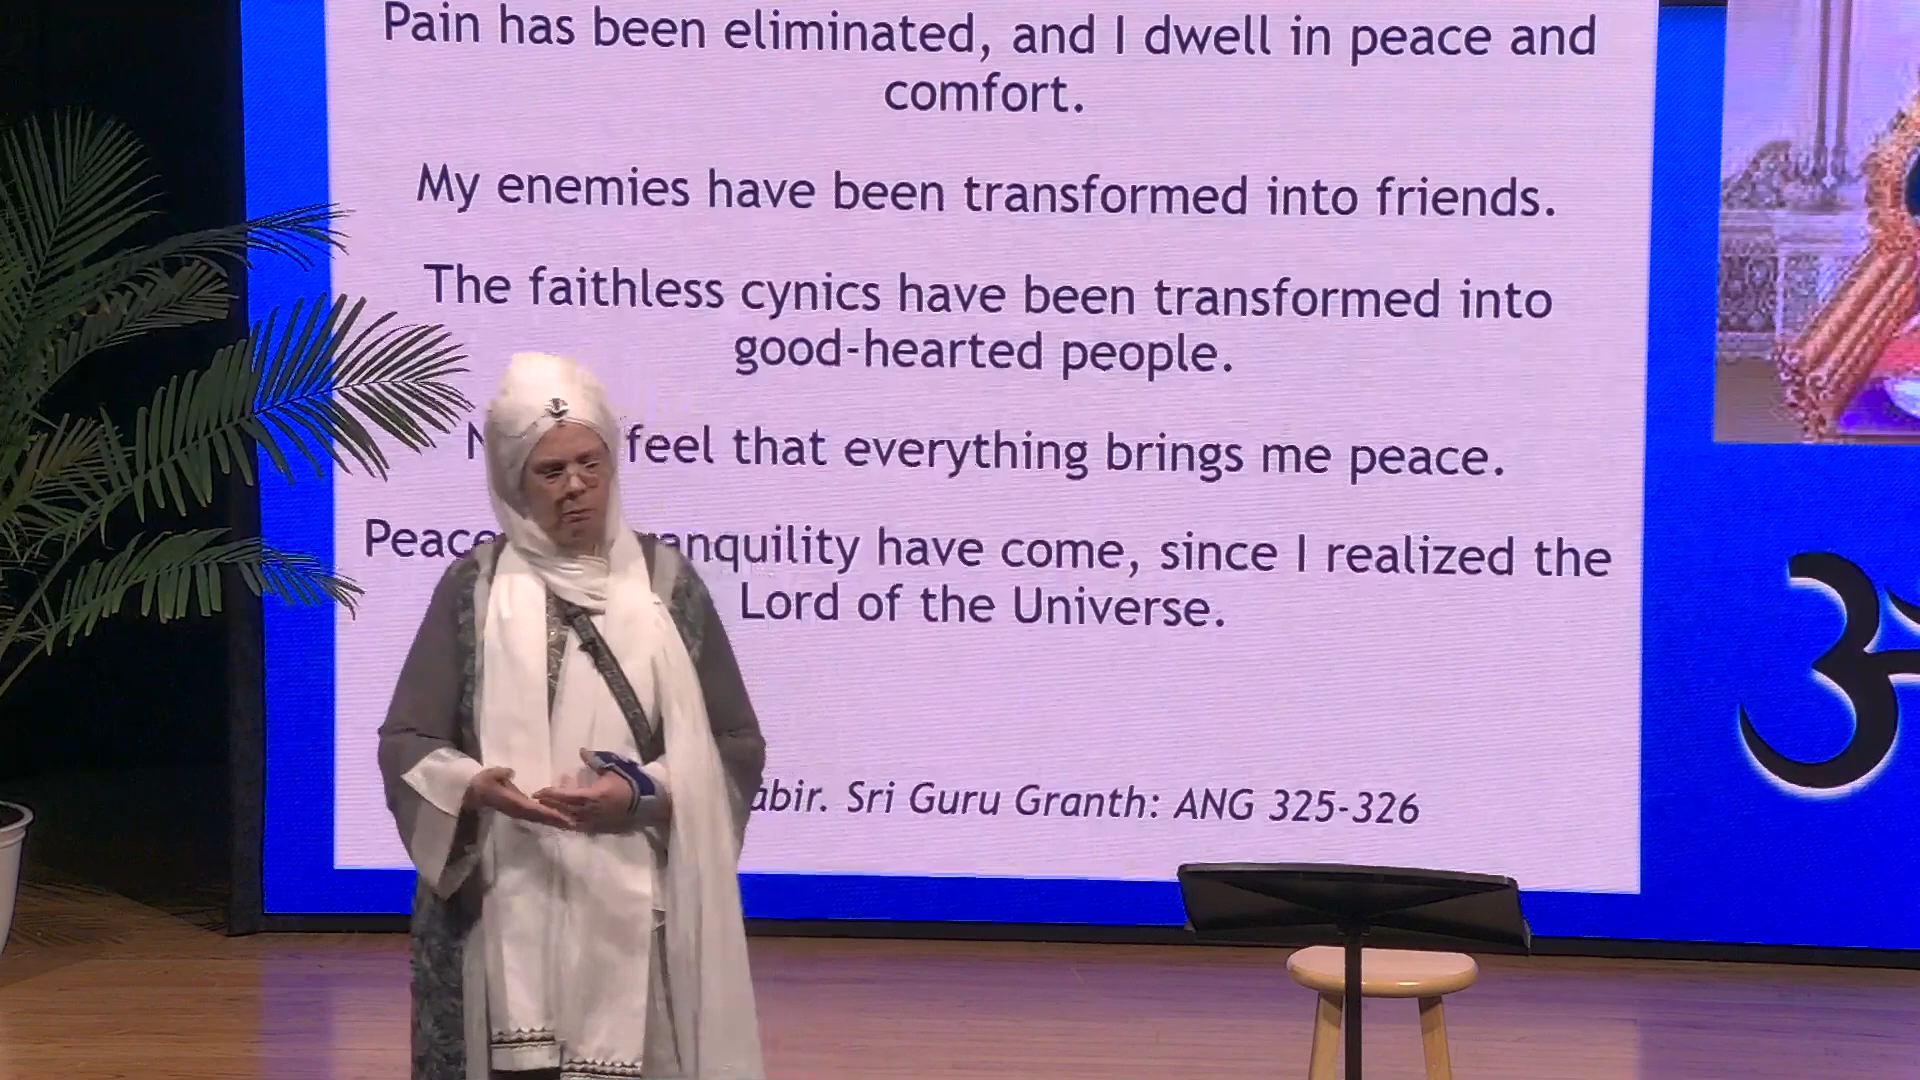 Pain has been eliminated, and I dwell in peace and
comfort.
My enemies have been transformed into friends.
The faithless cynics have been transformed into
good-hearted people.
feel that everything brings me peace.
Peace tranquility have come, since I realized the
Lord of the Universe.
Sri Guru Granth: ANG 325-326